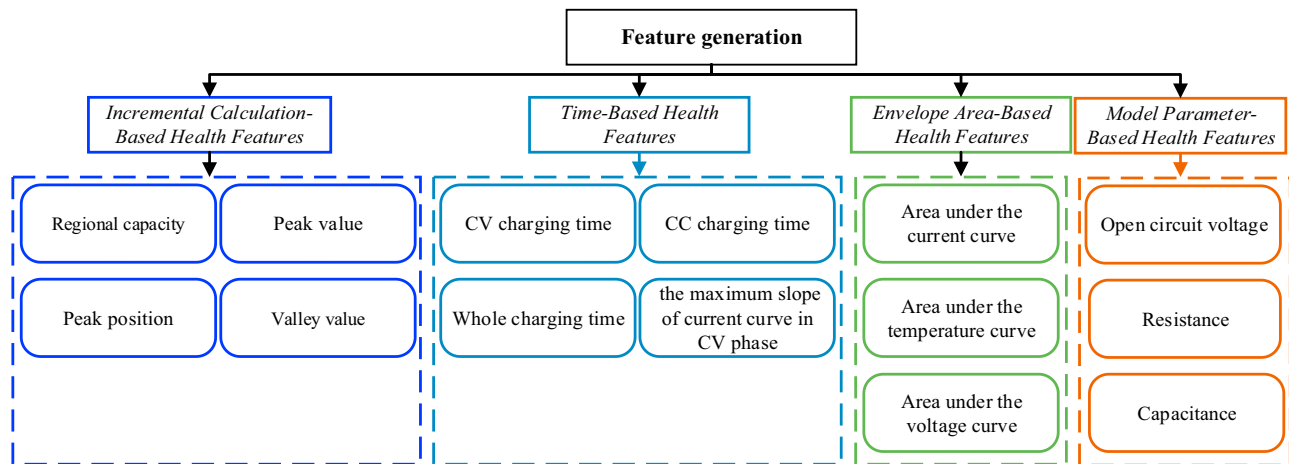 Feature generation
Incremental Calculation-
Based Health Features
Time-Based Health
Features
Envelope Area-Based
Health Features
Model Parameter-
Based Health Features
Regional capacity
Peak value
Peak position
Valley value
CV charging time
CC charging time
Whole charging time
the maximum slope
of current curve in
CV phase
Area under the
current curve
Area under the
temperature curve
Area under the
voltage curve
Open circuit voltage
Resistance
Capacitance